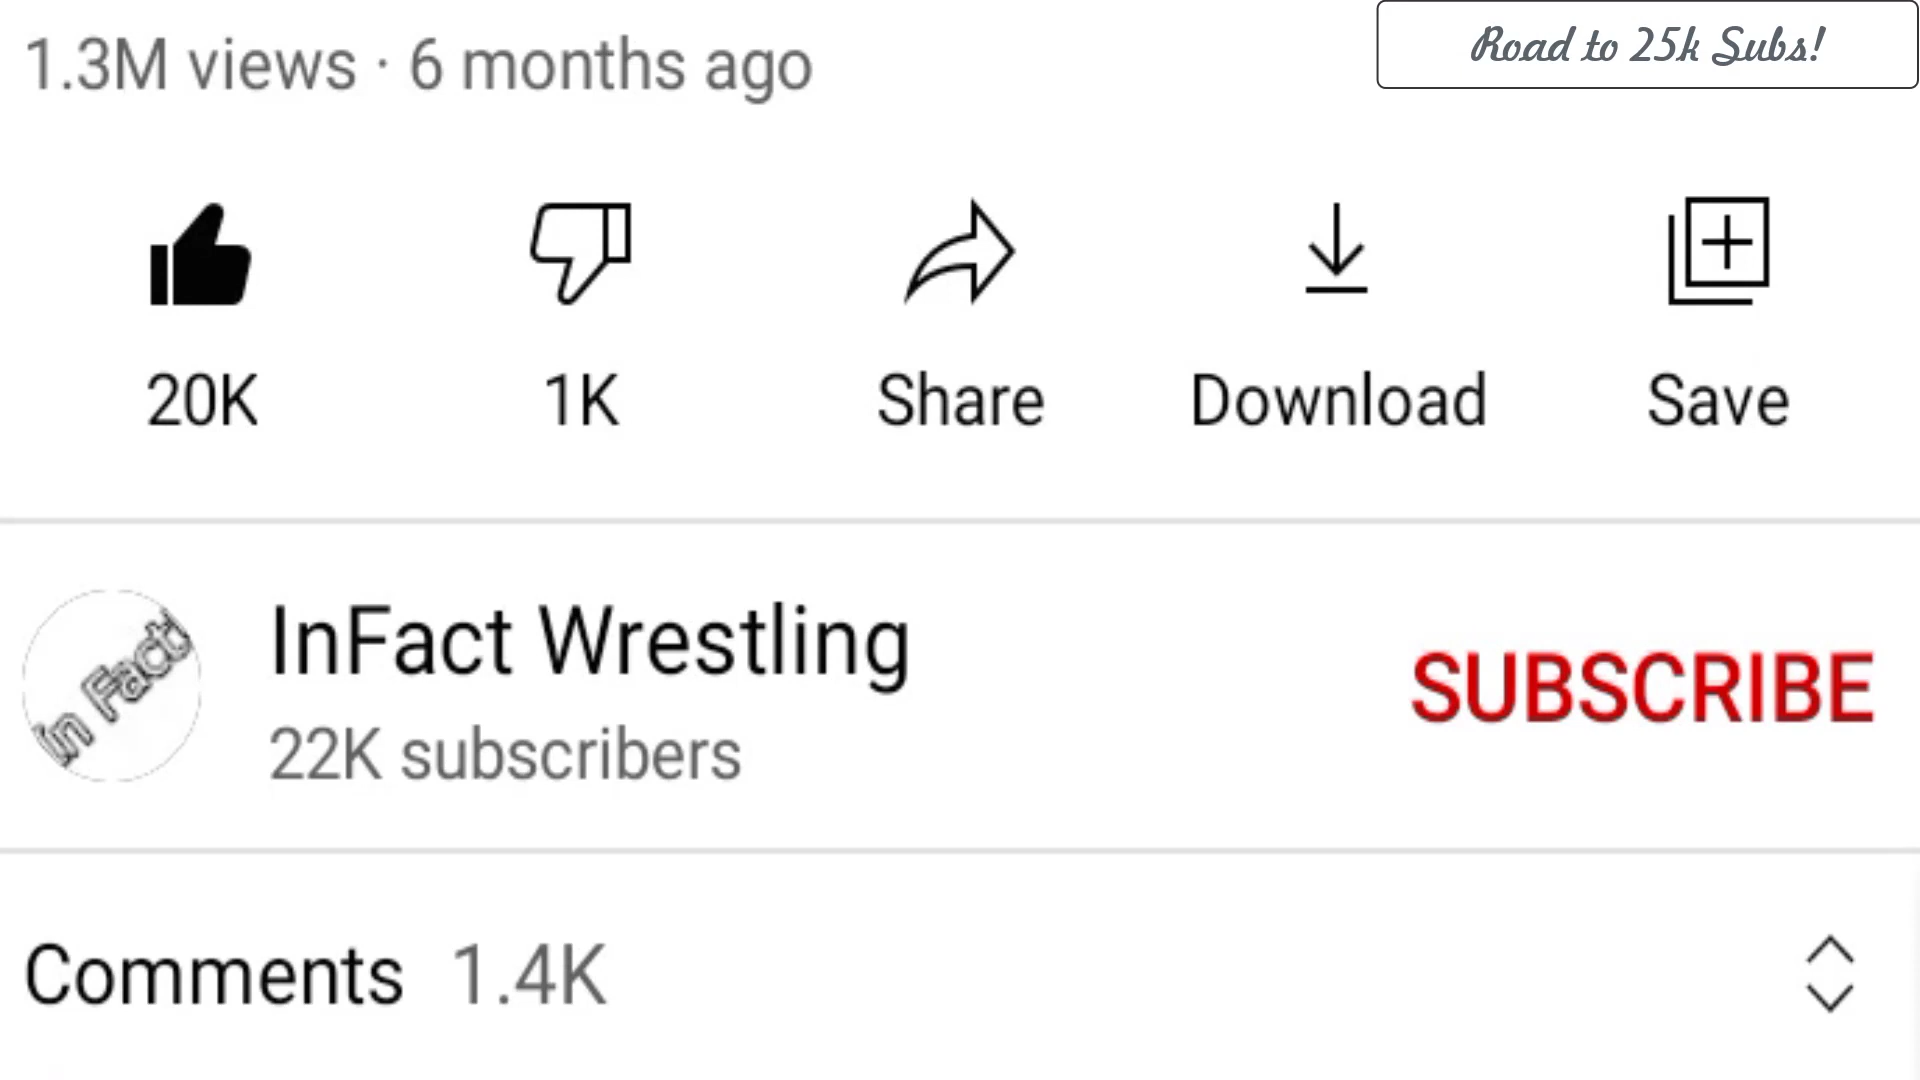 1.3M views · 6 months ago
Road to 25k Subs!
20K
1K
Share
Download
Save
in Fact!
InFact Wrestling
22K subscribers
SUBSCRIBE
Comments 1.4K